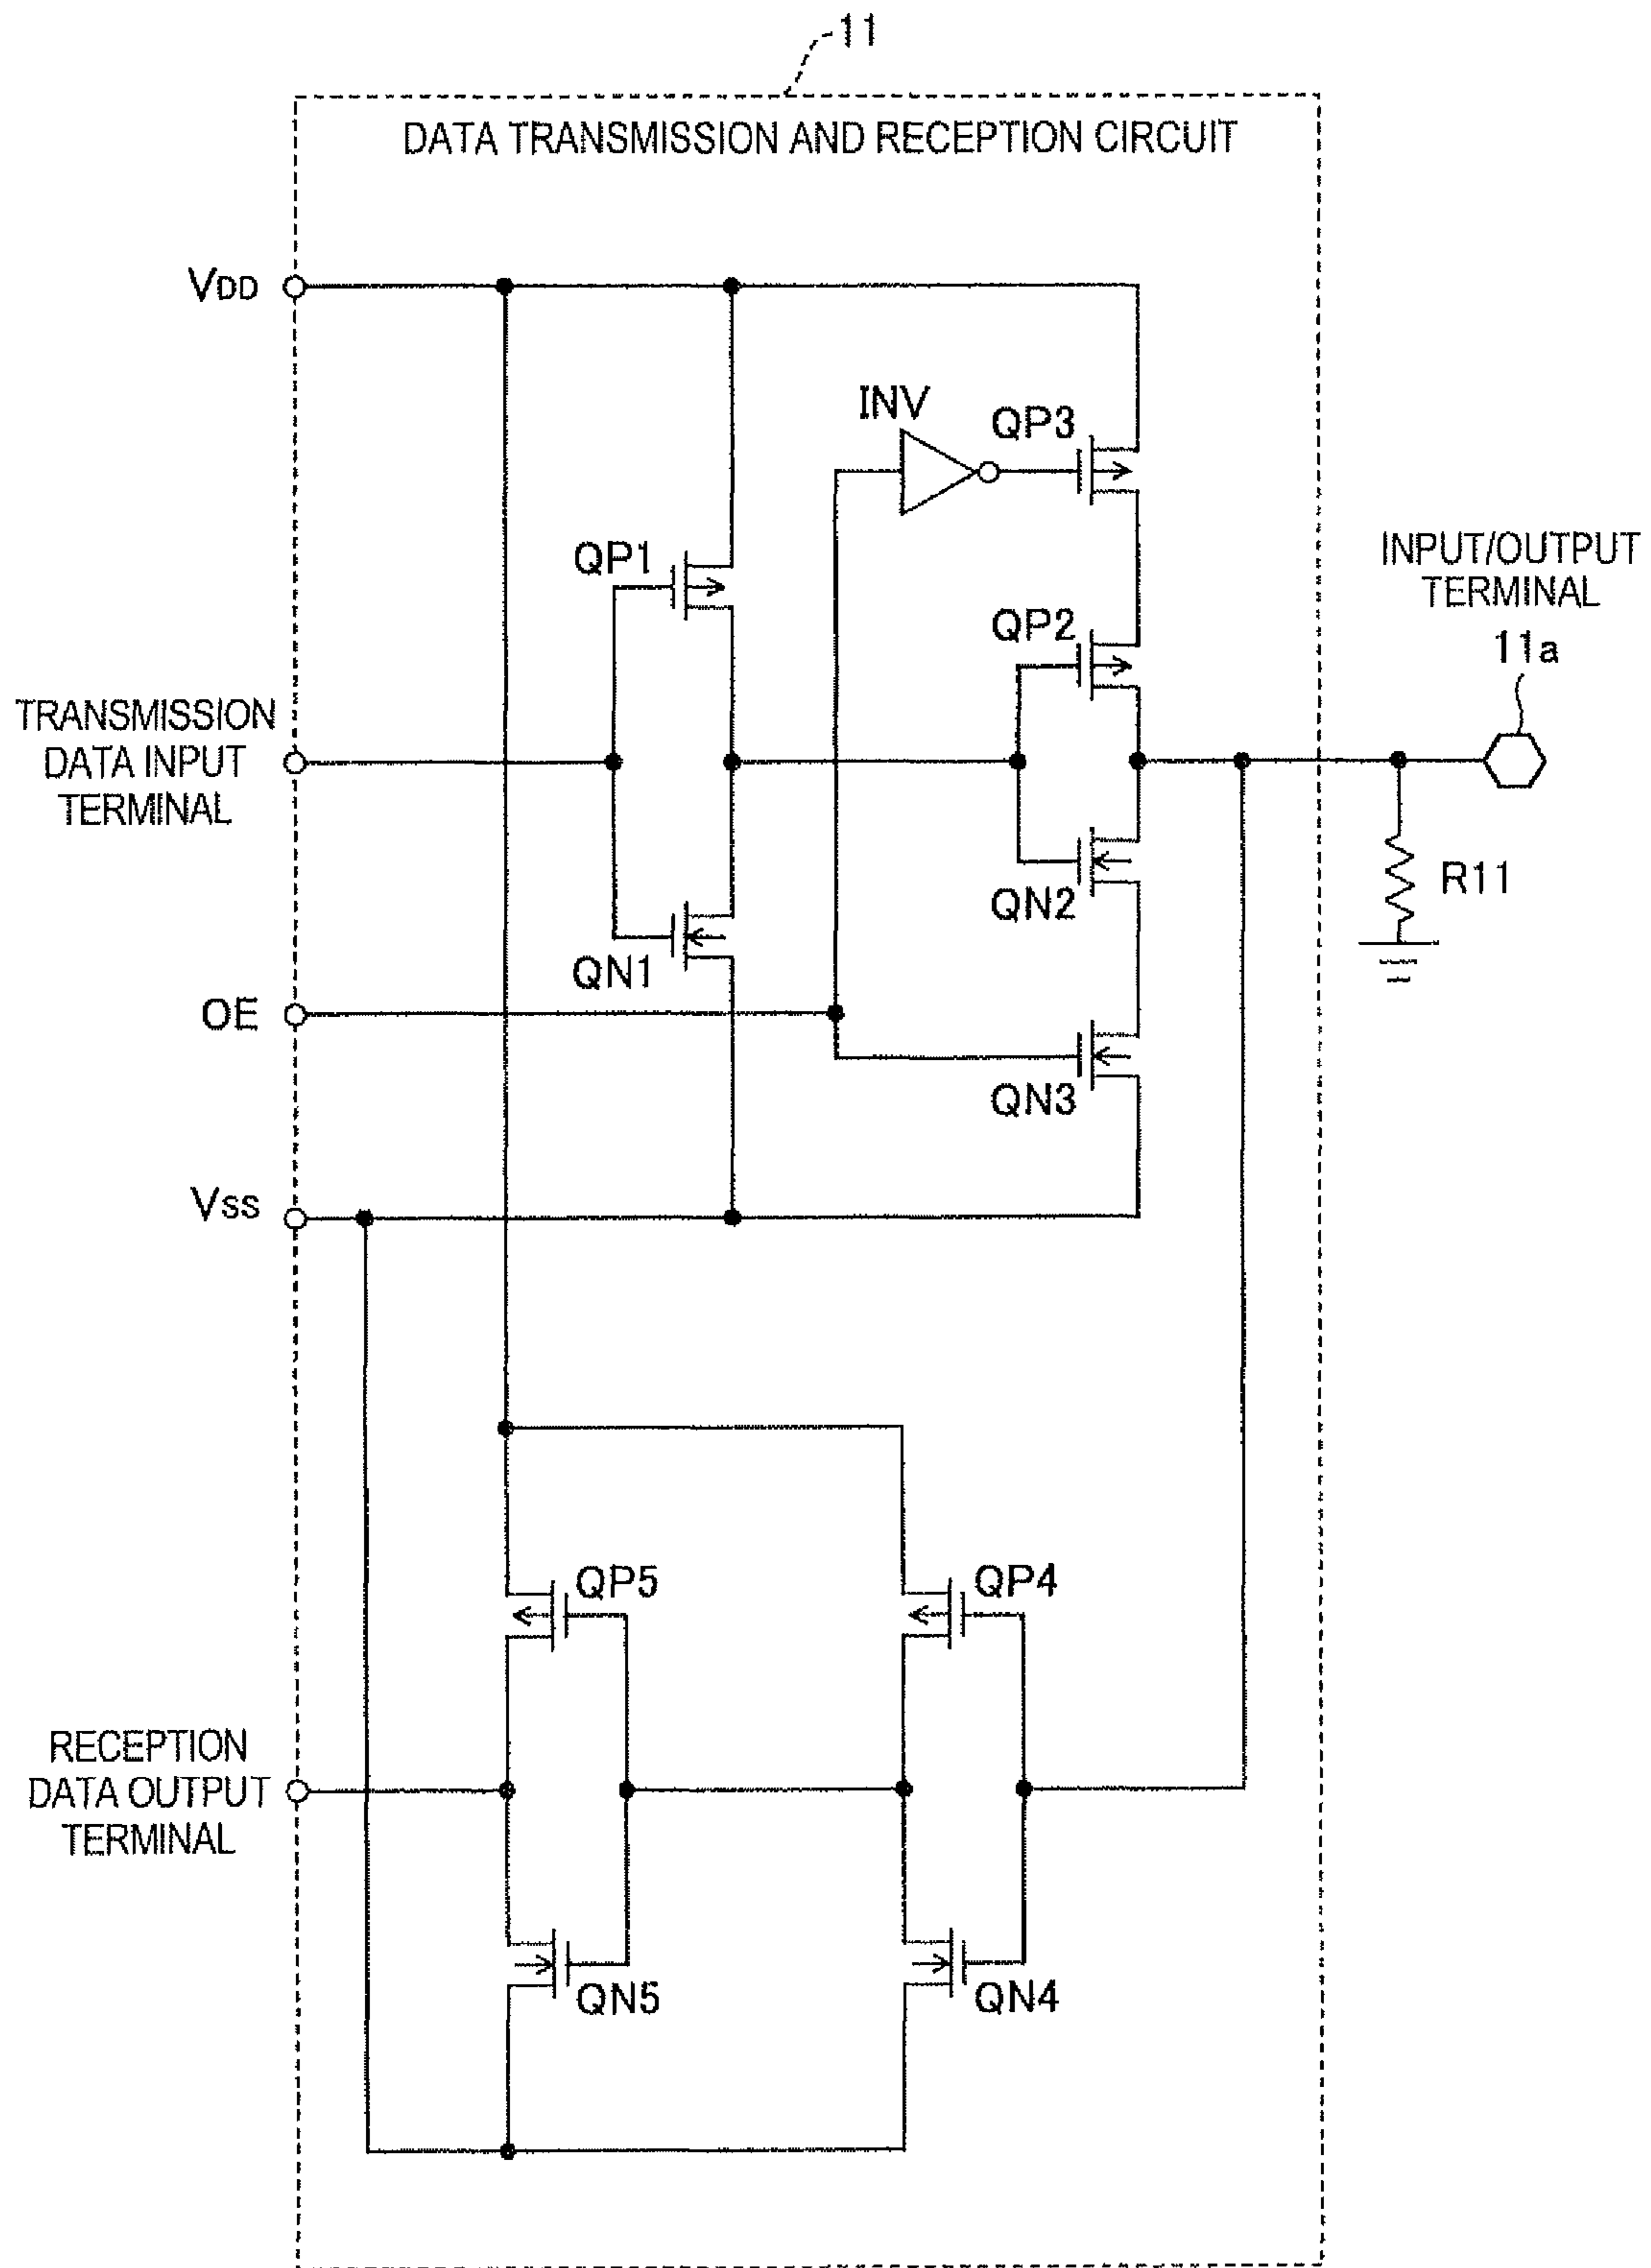 11
DATA TRANSMISSION AND RECEPTION CIRCUIT
VDD
INV
QP3
QP1
INPUT/OUTPUT
TERMINAL
11a
QP2
TRANSMISSION
DATA INPUT
TERMINAL
R11
QN2
QN1
OE
QN3
VSS
QP5
QP4
RECEPTION
DATA OUTPUT
TERMINAL
QN5
QN4